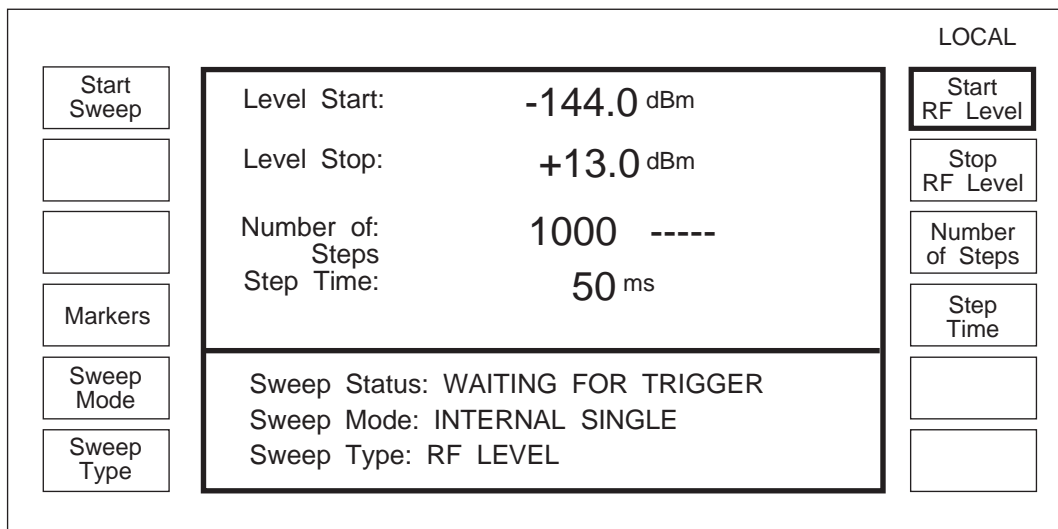 LOCAL
Start
Sweep
Markers
Sweep
Mode
Sweep
Type
Level Start: -144.0 dBm
Level Stop: +13.0 dBm
Number of: 1000 -----
Steps
Step Time: 50 ms
Sweep Status: WAITING FOR TRIGGER
Sweep Mode: INTERNAL SINGLE
Sweep Type: RF LEVEL
Start
RF Level
Stop
RF Level
Number
of Steps
Step
Time